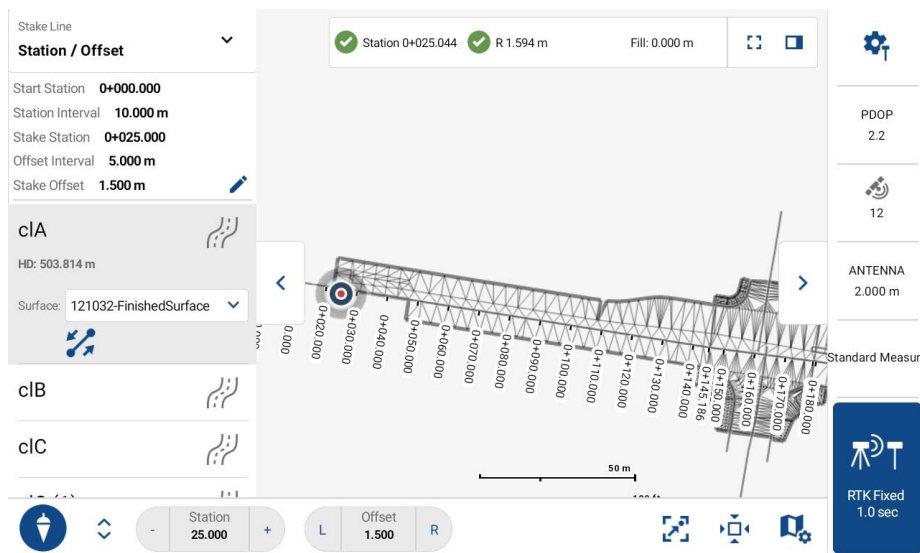 Stake Line
Station / Offset
Start Station 0+000.000
Station Interval 10.000 m
Stake Station 0+025.000
Offset Interval 5.000 m
Stake Offset 1.500 m
clA
HD: 503.814 m
Surface: 121032-FinishedSurface
clB
clC
Station 0+025.044 R 1.594 m Fill: 0.000 m
0.000
0+020.000
0+030.000
0+040.000
0+050.000
0+060.000
0+070.000
0+080.000
0+090.000
0+100.000
0+110.000
0+120.000
0+130.000
0+140.000
0+145.186
0+150.000
0+160.000
0+170.000
0+180.000
50 m
- Station 25.000 +
L Offset 1.500 R
PDOP
2.2
12
ANTENNA
2.000 m
Standard Measur
RTK Fixed
1.0 sec